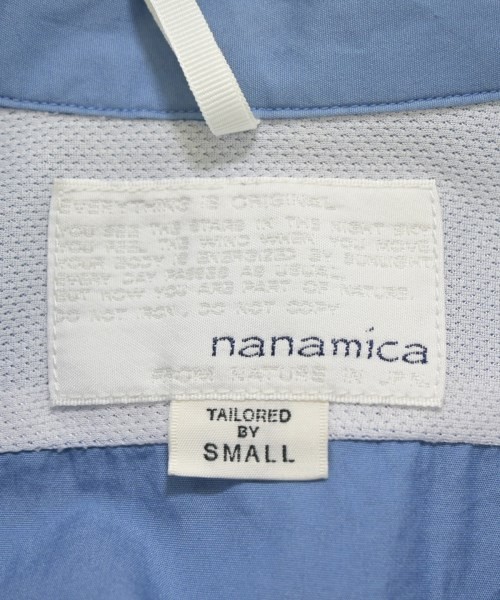 EVERYTHING IS ORIGINAL.
YOU SEE THE STARS IN THE NIGHT SKY.
YOU FEEL THE WIND WHEN YOU MOVE.
YOUR BODY IS ENERGIZED BY SUNLIGHT.
EVERY DAY PASSES AS USUAL.
BUT NOW YOU ARE PART OF NATURE.
DO NOT IRON, DO NOT COPY.
nanamica
FROM NATURE IN
TAILORED
BY
SMALL